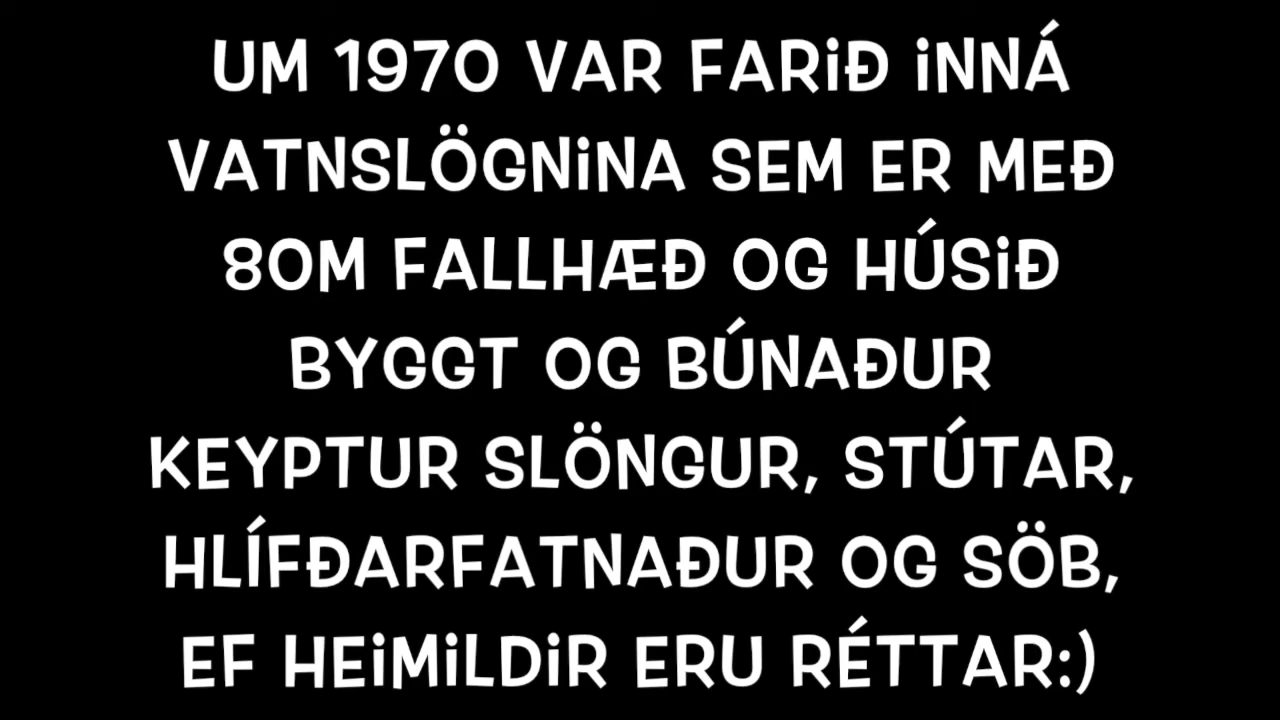 UM 1970 VAR FARIÐ INNÁ
VATNSLÖGNINA SEM ER MEÐ
80M FALLHÆÐ OG HÚSIÐ
BYGGT OG BÚNAÐUR
KEYPTUR SLÖNGUR, STÚTAR,
HLÍFÐARFATNAÐUR OG SÖB,
EF HEIMILDIR ERU RÉTTAR:)